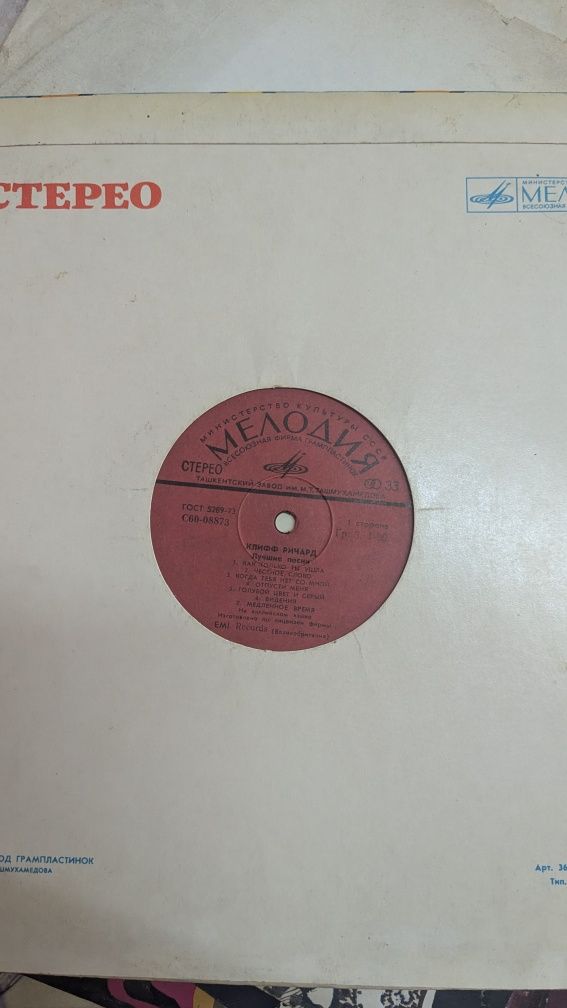 СТЕРЕО
МИНИСТЕРС
МЕЛ
ВСЕСОЮЗНАЯ
МИНИСТЕРСТВО КУЛЬТУРЫ СССР
МЕЛОДИЯ
ВСЕСОЮЗНАЯ ФИРМА ГРАМПЛАСТИНОК
СТЕРЕО
33
ТАШКЕНТСКИЙ ЗАВОД им. М.Т.ТАШМУХАМЕДОВА
ГОСТ 5289-73
С60-08873
1 сторона
КЛИФФ РИЧАРД
Лучшие песни
1. КАК ТОЛЬКО ТЫ УШЛА
2. ЧЕСТНОЕ СЛОВО
3. КОГДА ТЕБЯ НЕТ СО МНОЙ
4. ОТПУСТИ МЕНЯ
5. ГОЛУБОЙ ЦВЕТ И СЕРЫЙ
ВИДЕНИЯ
МЕДЛЕННОЕ ВРЕМЯ
На английском языке
Изготовлено по лицензии фирмы
EMI Records (Великобритания)
ОД ГРАМПЛАСТИНОК
ШМУХАМЕДОВА
Арт. 36
Тип.